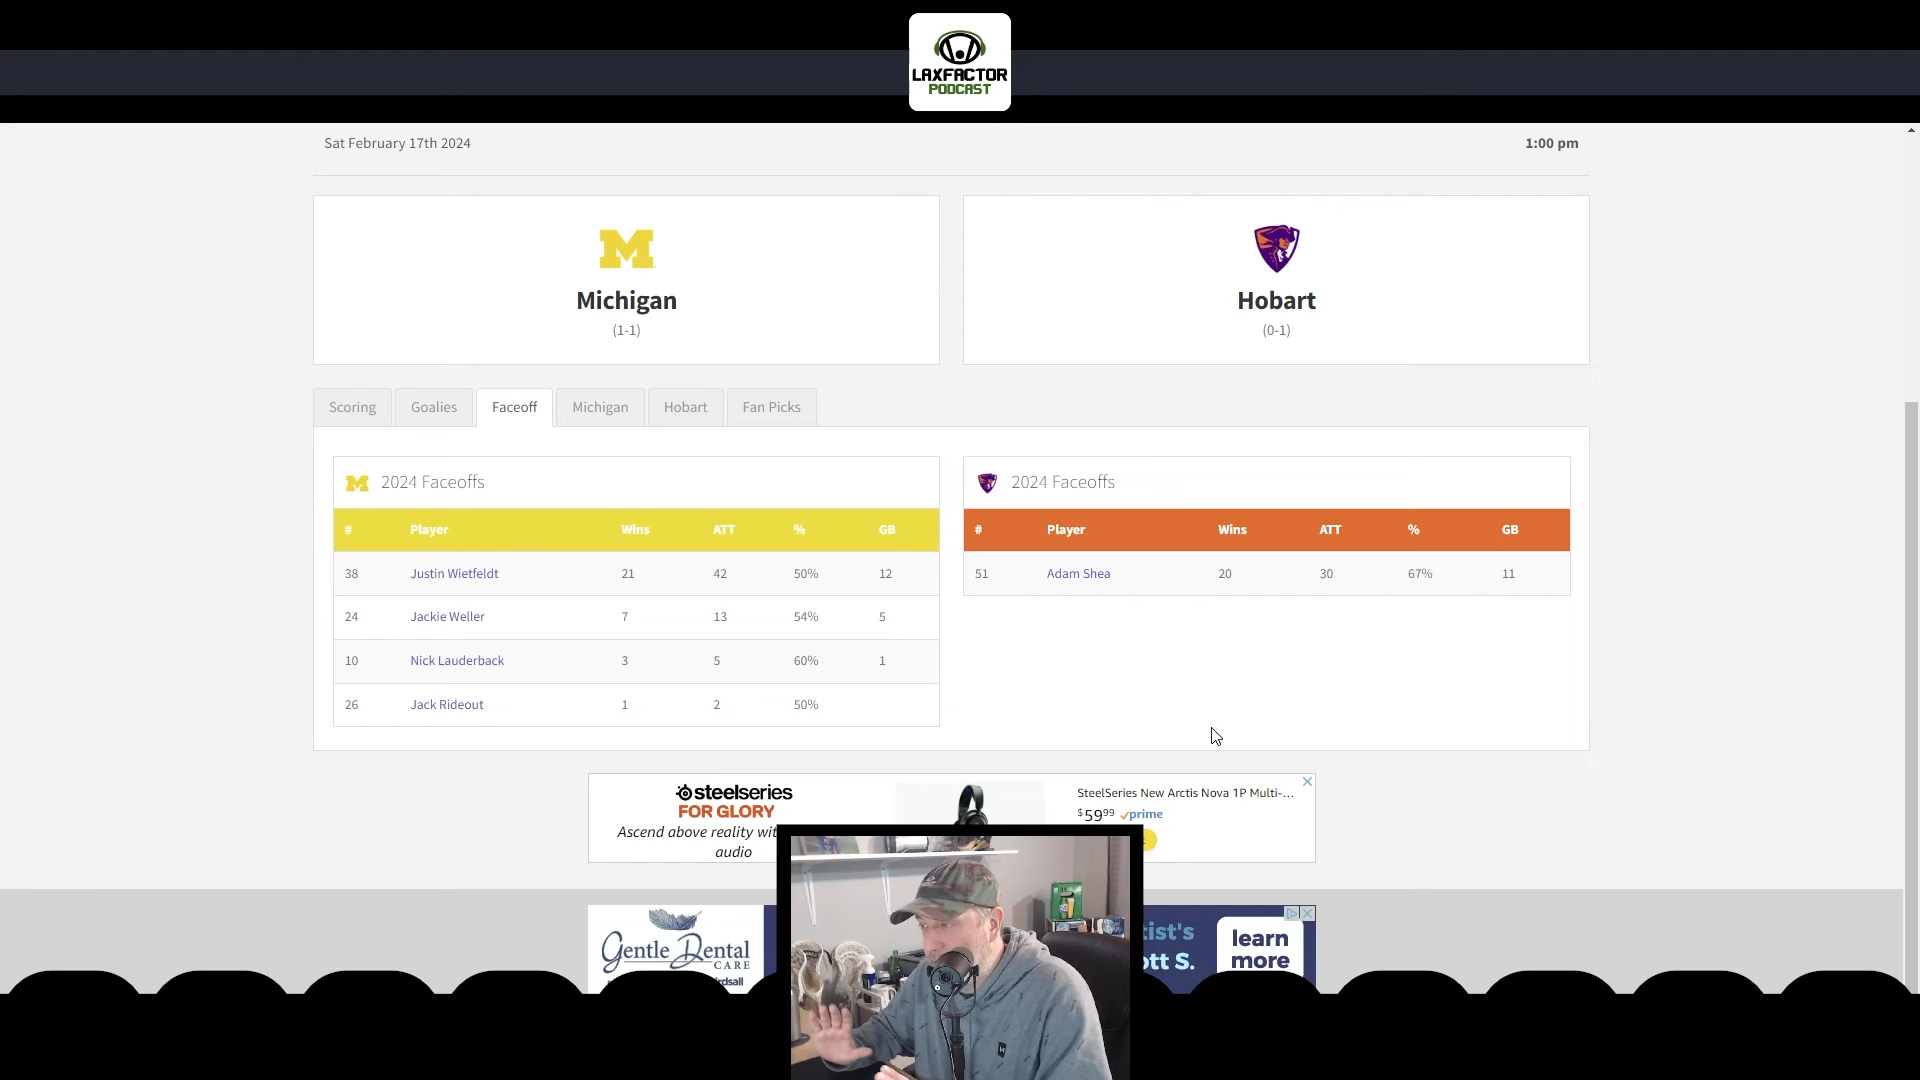 LAXFACTOR
PODCAST
Sat February 17th 2024
1:00 pm
Michigan
(1-1)
Hobart
(0-1)
Scoring
Goalies
Faceoff
Michigan
Hobart
Fan Picks
2024 Faceoffs
# Player Wins ATT % GB
38 Justin Wietfeldt 21 42 50% 12
24 Jackie Weller 7 13 54% 5
10 Nick Lauderback 3 5 60% 1
26 Jack Rideout 1 2 50%
2024 Faceoffs
# Player Wins ATT % GB
51 Adam Shea 20 30 67% 11
steelseries
FOR GLORY
Ascend above reality
audio
SteelSeries New Arctis Nova 1P Multi-...
$59⁹⁹ prime
Gentle Dental
CARE
tist's
ott S.
learn
more